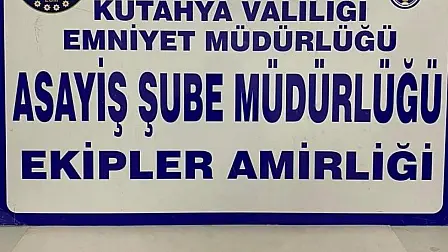 KÜTAHYA VALİLİĞİ
EMNİYET MÜDÜRLÜĞÜ
ASAYİŞ ŞUBE MÜDÜRLÜĞÜ
EKİPLER AMİRLİĞİ